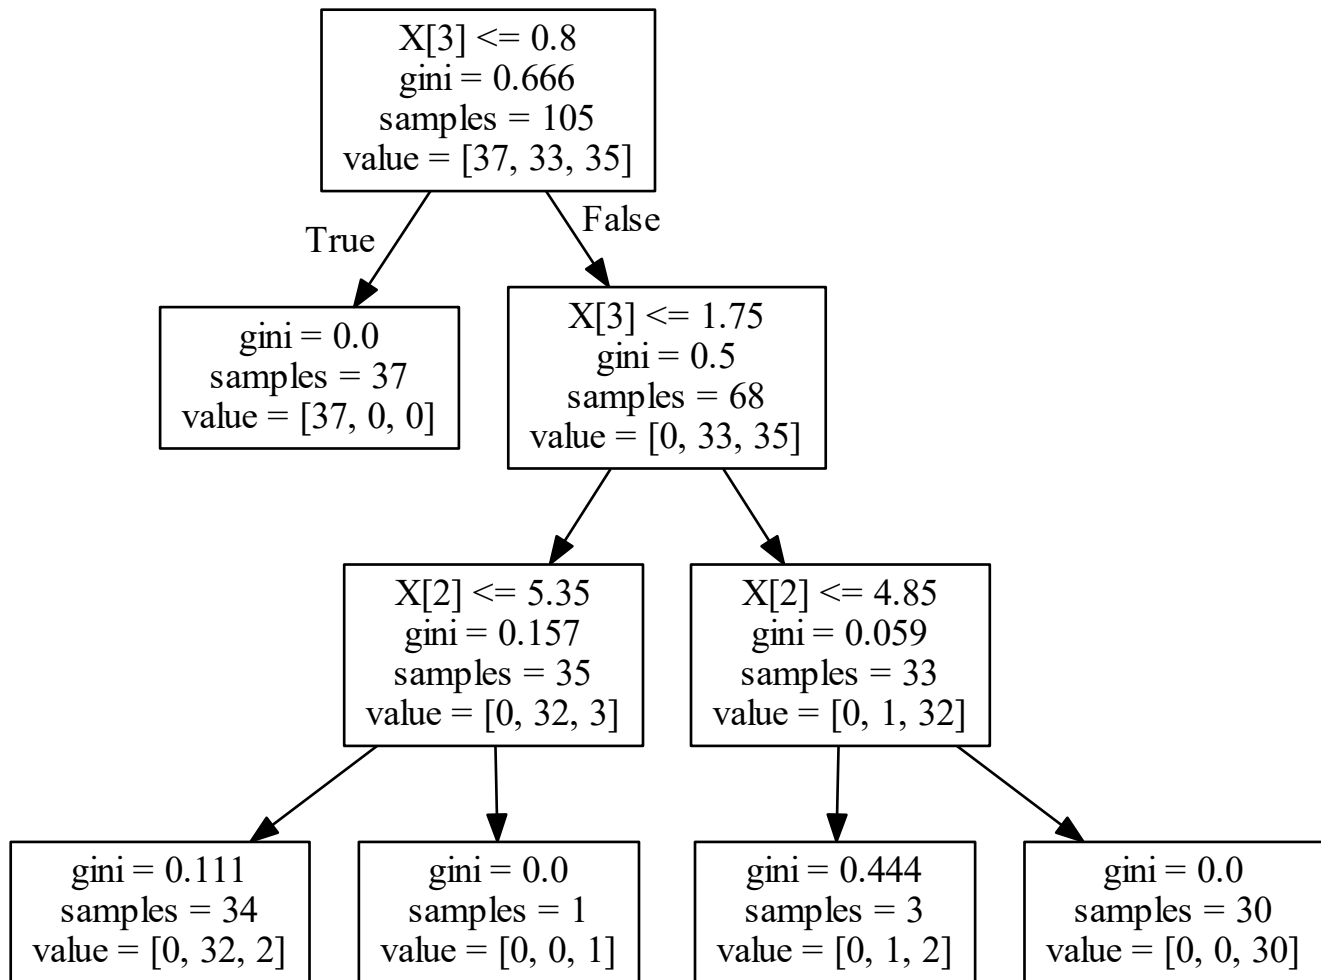 X[3] <= 0.8
gini = 0.666
samples = 105
value = [37, 33, 35]
True
False
gini = 0.0
samples = 37
value = [37, 0, 0]
X[3] <= 1.75
gini = 0.5
samples = 68
value = [0, 33, 35]
X[2] <= 5.35
gini = 0.157
samples = 35
value = [0, 32, 3]
X[2] <= 4.85
gini = 0.059
samples = 33
value = [0, 1, 32]
gini = 0.111
samples = 34
value = [0, 32, 2]
gini = 0.0
samples = 1
value = [0, 0, 1]
gini = 0.444
samples = 3
value = [0, 1, 2]
gini = 0.0
samples = 30
value = [0, 0, 30]